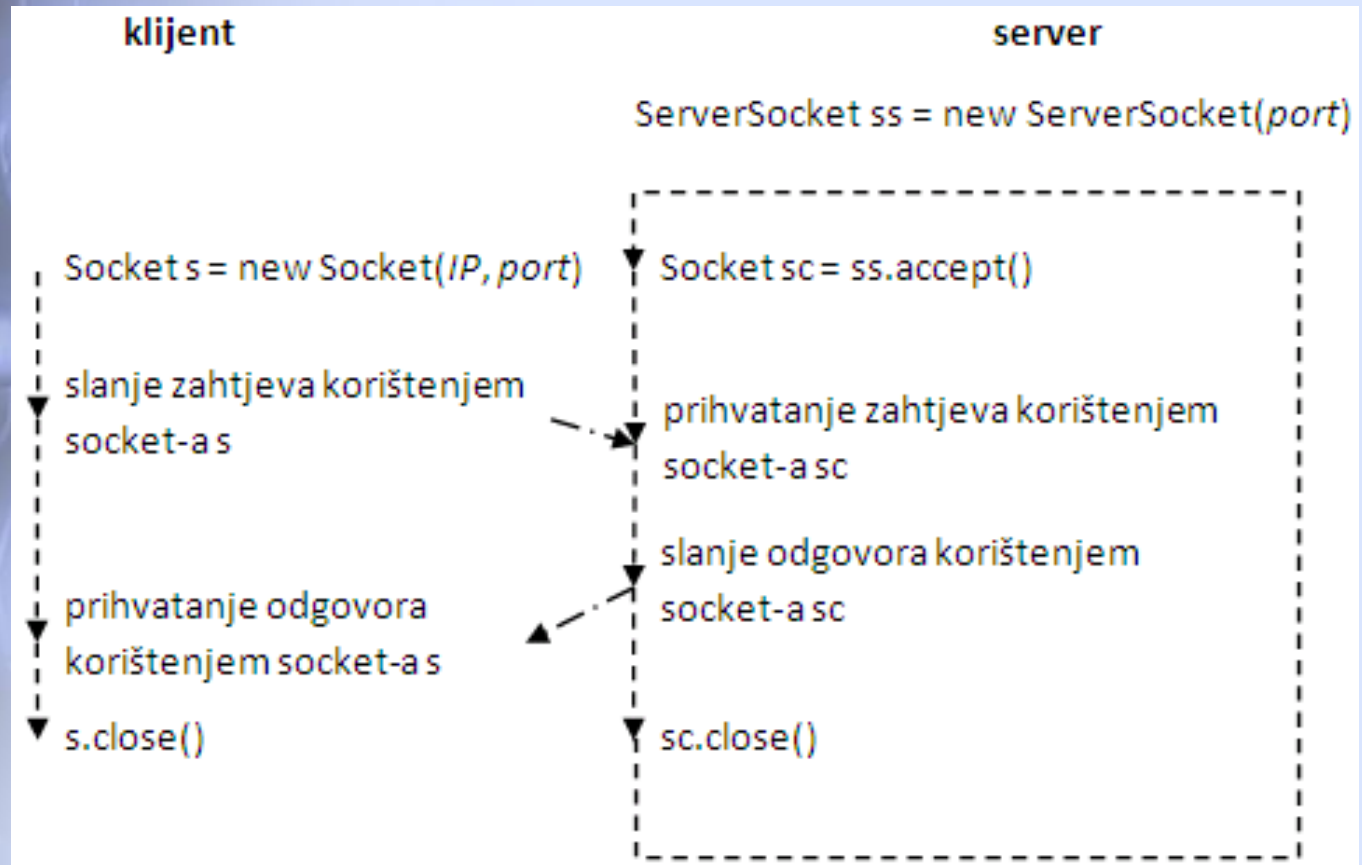 klijent
server
ServerSocket ss = new ServerSocket(port)
Socket s = new Socket(IP, port)
Socket sc = ss.accept()
slanje zahtjeva korištenjem
socket-a s
prihvatanje zahtjeva korištenjem
socket-a sc
slanje odgovora korištenjem
socket-a sc
prihvatanje odgovora
korištenjem socket-a s
s.close()
sc.close()